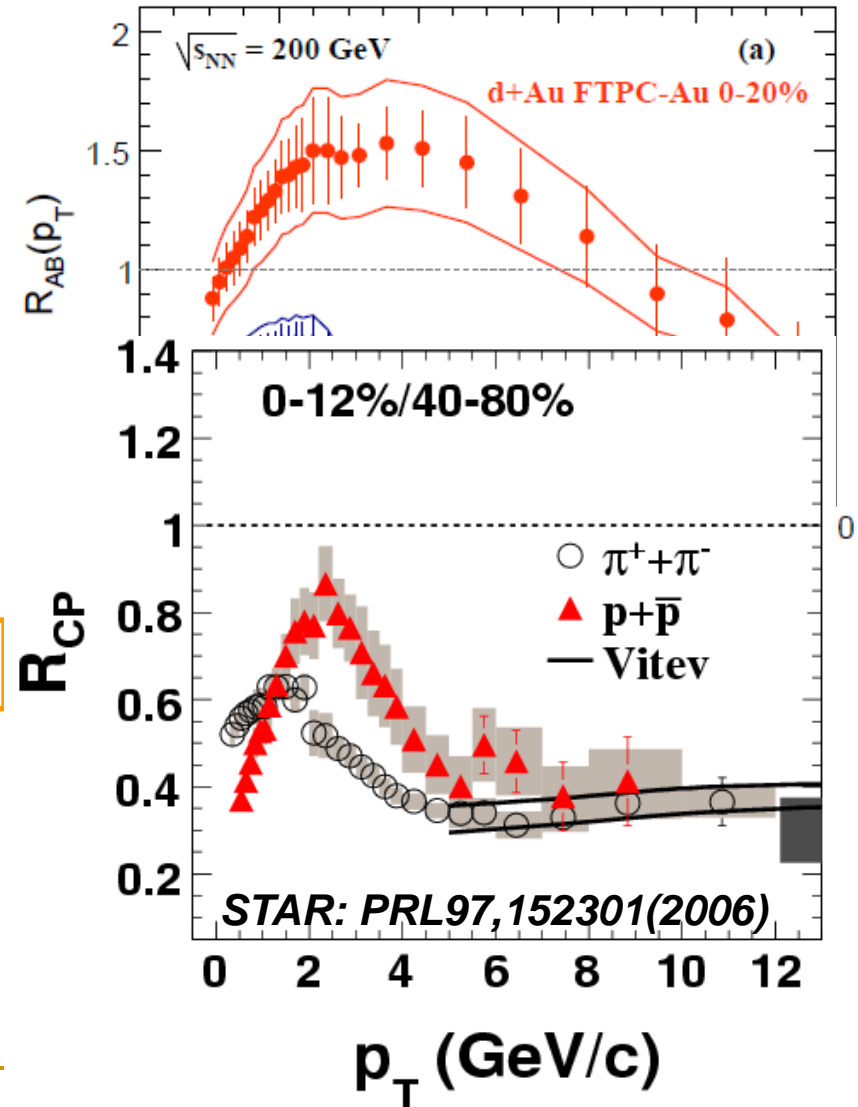 2
√s_NN = 200 GeV
(a)
d+Au FTPC-Au 0-20%
1.5
1
R_AB(p_T)
1.4
0-12%/40-80%
1.2
1
0
π⁺+π⁻
p+p̅
Vitev
0.8
0.6
0.4
0.2
R_CP
STAR: PRL97,152301(2006)
0 2 4 6 8 10 12
p_T (GeV/c)